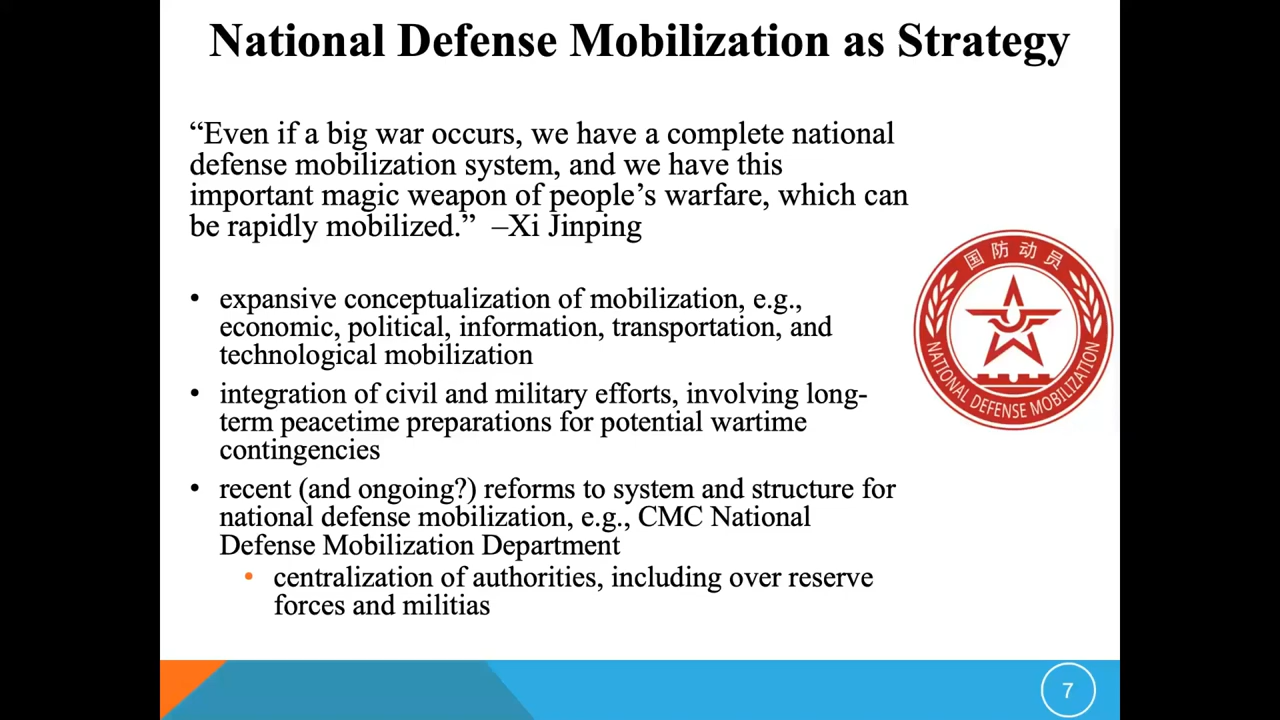 National Defense Mobilization as Strategy
“Even if a big war occurs, we have a complete national
defense mobilization system, and we have this
important magic weapon of people’s warfare, which can
be rapidly mobilized.” –Xi Jinping
• expansive conceptualization of mobilization, e.g.,
economic, political, information, transportation, and
technological mobilization
• integration of civil and military efforts, involving long-
term peacetime preparations for potential wartime
contingencies
• recent (and ongoing?) reforms to system and structure for
national defense mobilization, e.g., CMC National
Defense Mobilization Department
• centralization of authorities, including over reserve
forces and militias
国防动员
NATIONAL DEFENSE MOBILIZATION
7